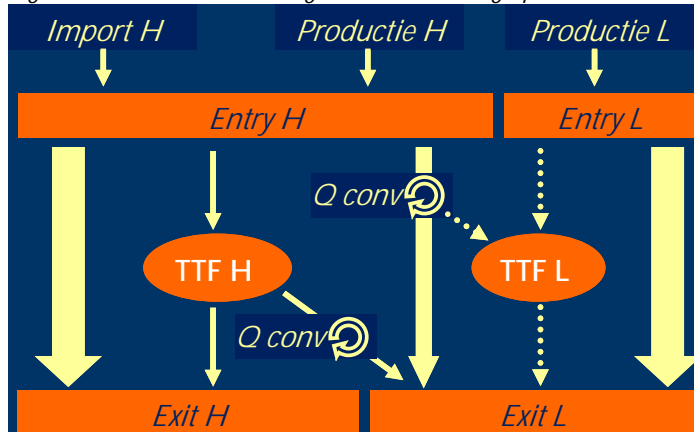 Import H
Productie H
Productie L
Entry H
Entry L
Q conv
TTF H
TTF L
Q conv
Exit H
Exit L